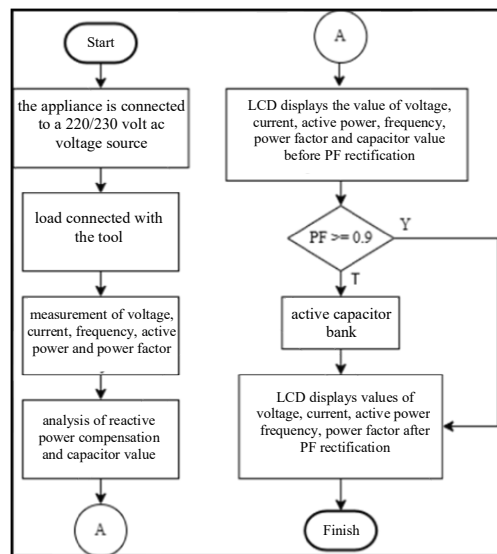 Start
the appliance is connected
to a 220/230 volt ac
voltage source
load connected with
the tool
measurement of voltage,
current, frequency, active
power and power factor
analysis of reactive
power compensation
and capacitor value
A
A
LCD displays the value of voltage,
current, active power, frequency,
power factor and capacitor value
before PF rectification
PF >= 0.9
Y
T
active capacitor
bank
LCD displays values of
voltage, current, active power
frequency, power factor after
PF rectification
Finish